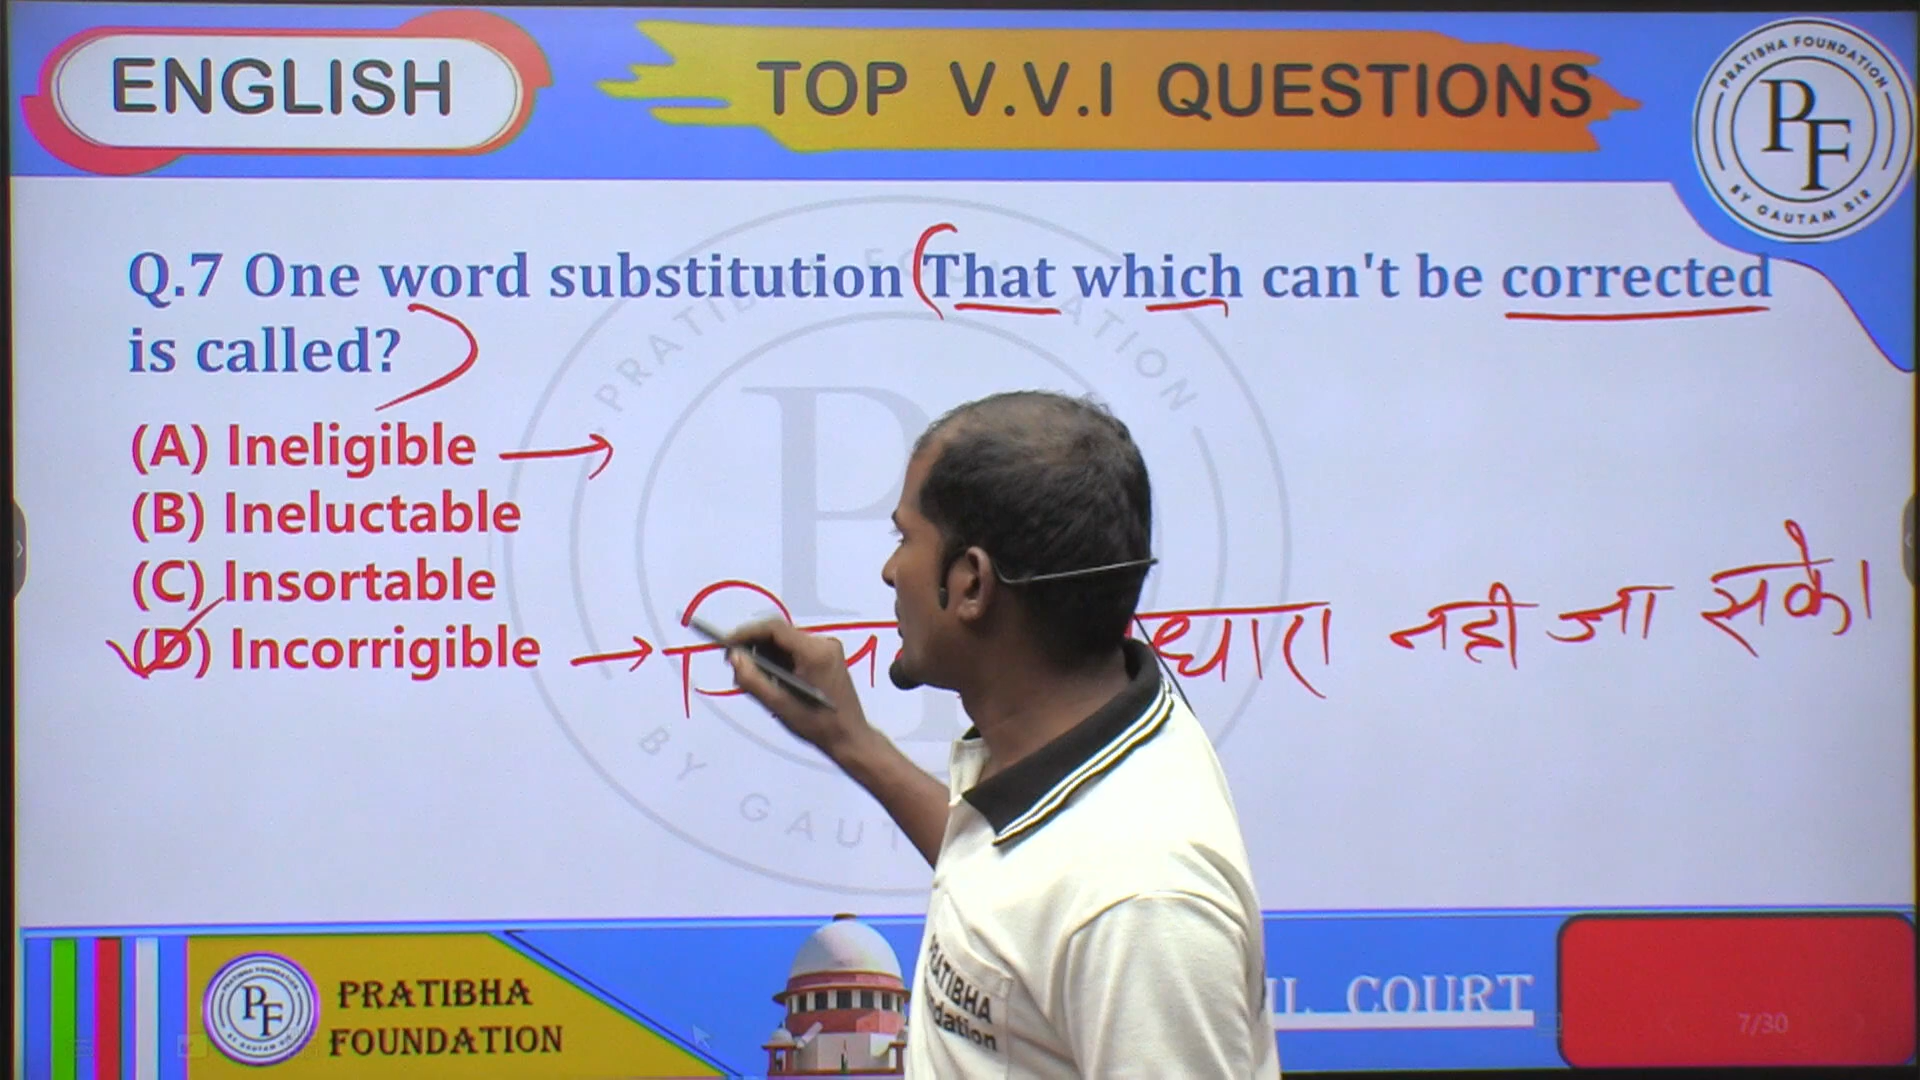 ENGLISH
TOP V.V.I QUESTIONS
PRATIBHA FOUNDATION
PF
BY GAUTAM SIR
Q.7 One word substitution That which can't be corrected
is called?
(A) Ineligible
(B) Ineluctable
(C) Insortable
(D) Incorrigible
नही जा सके।
PRATIBHA
FOUNDATION
COURT
7/30